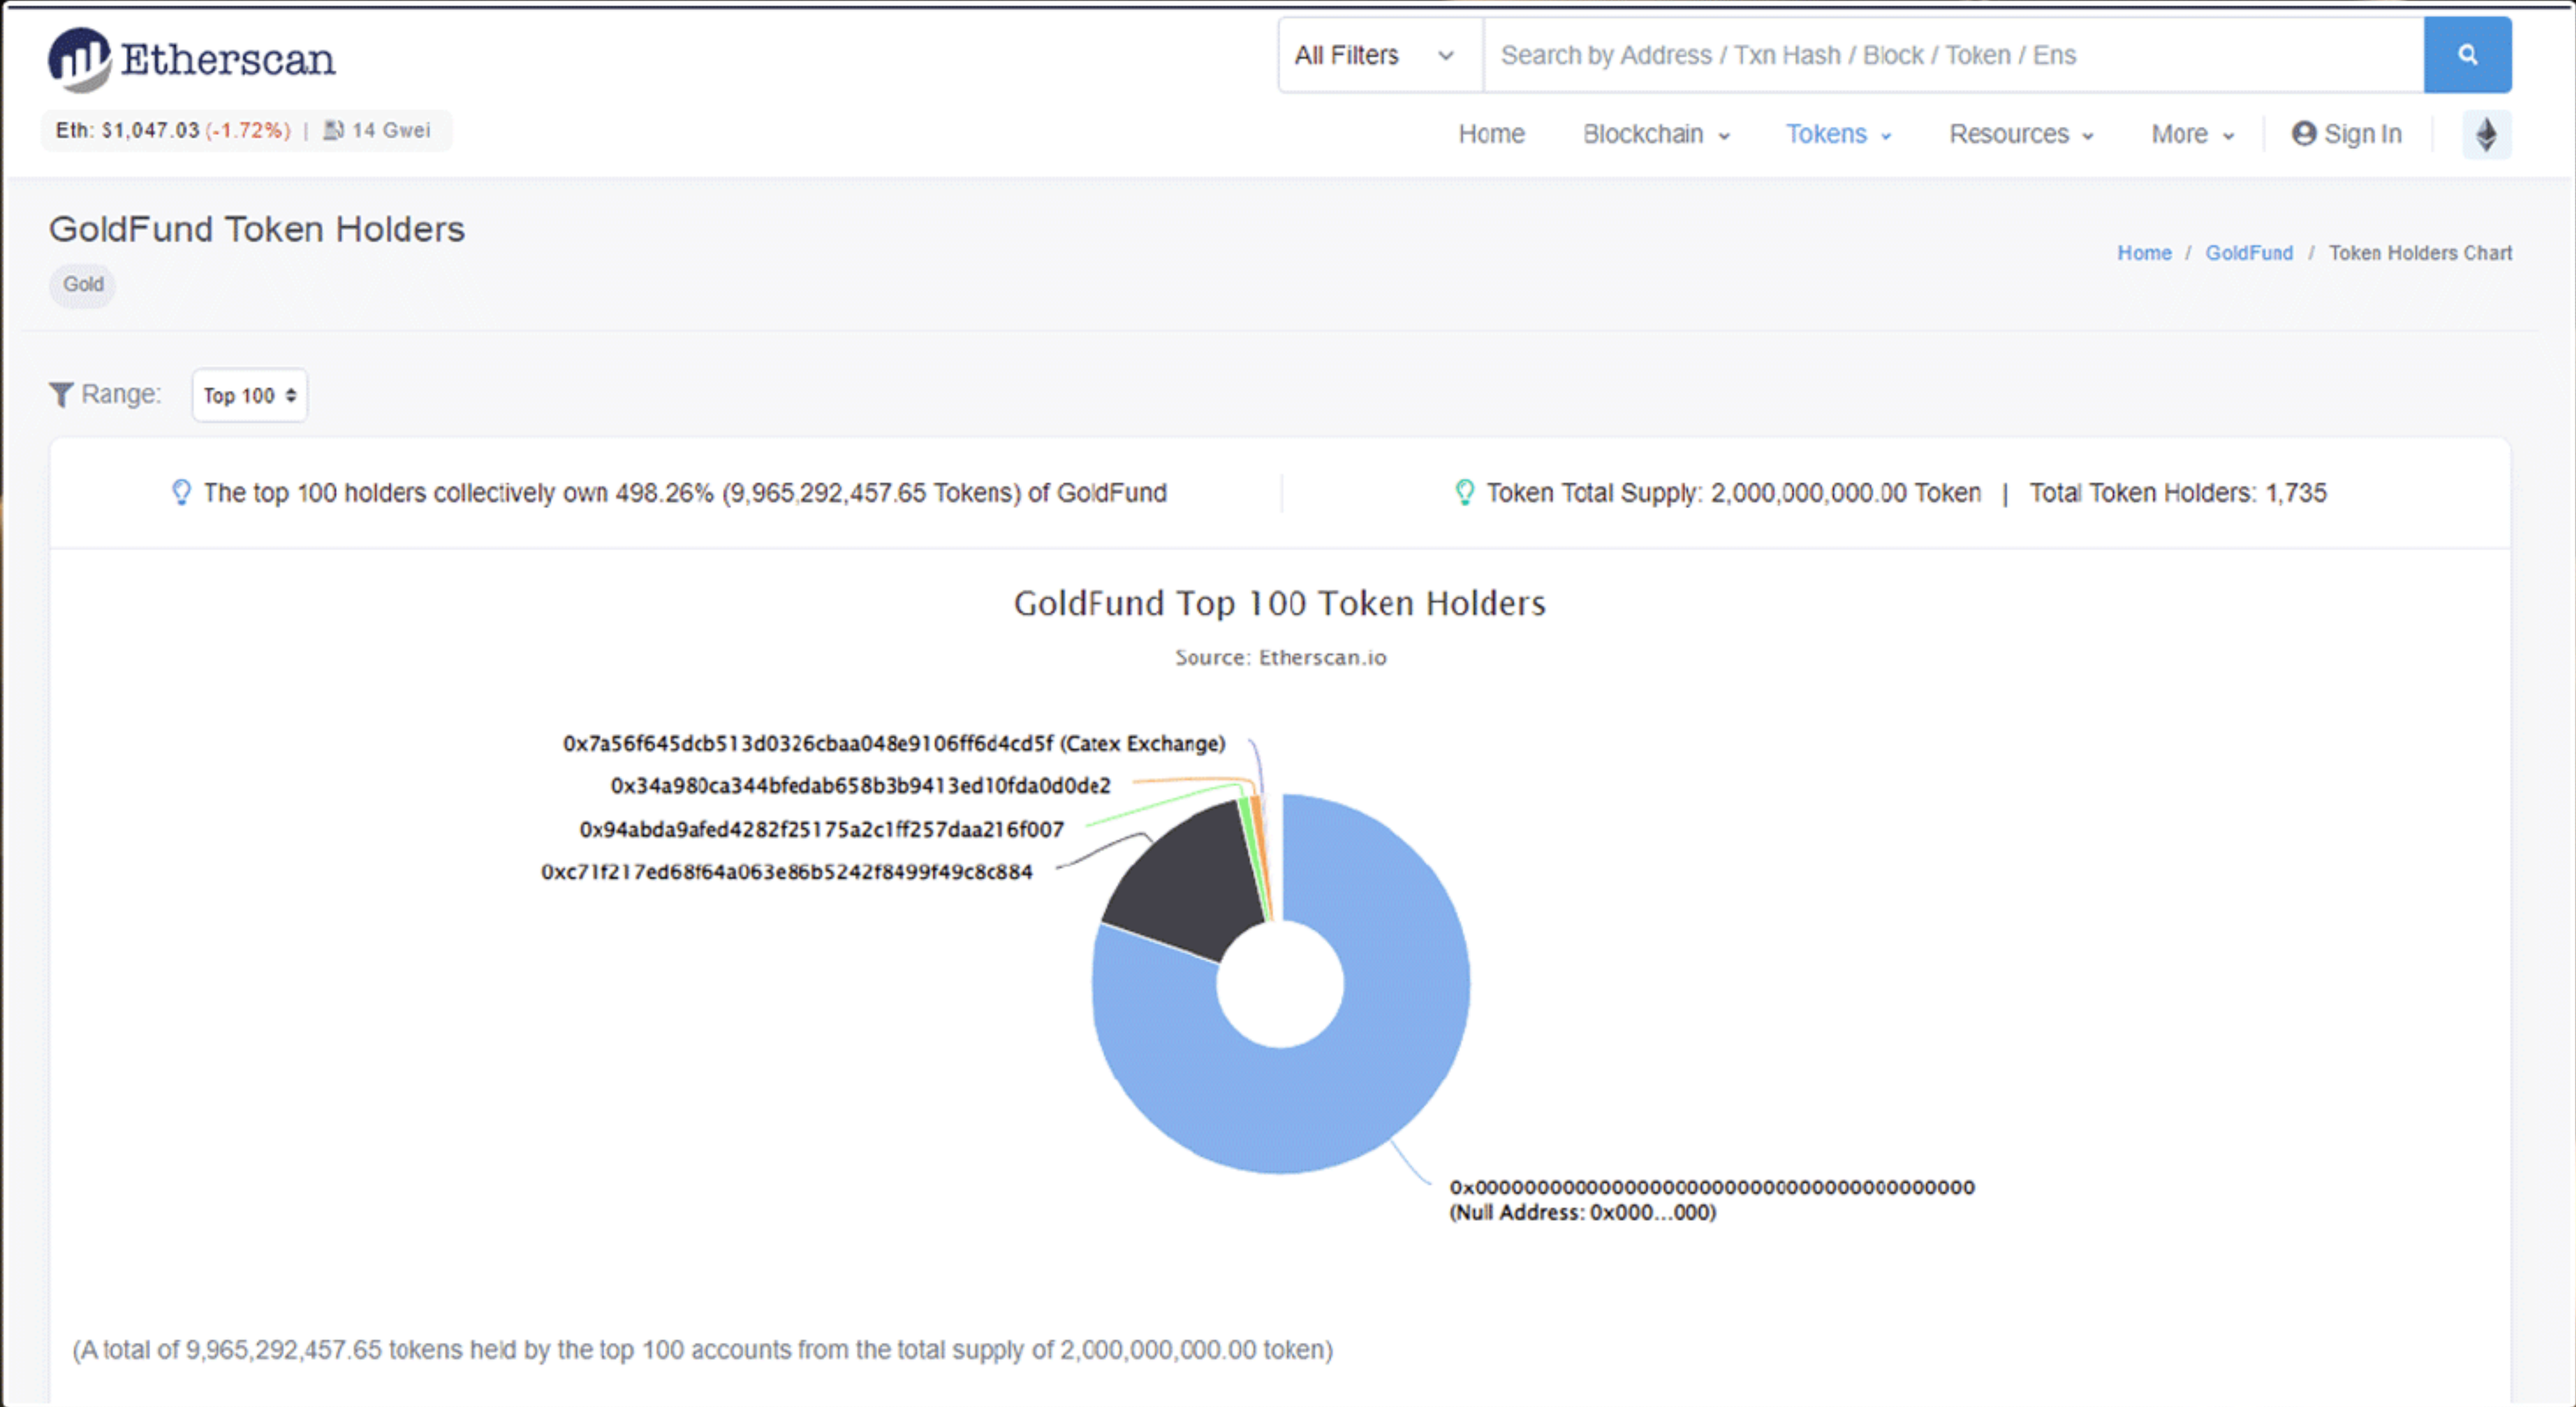 Etherscan
All Filters
Search by Address / Txn Hash / Block / Token / Ens
Eth: $1,047.03 (-1.72%) | 14 Gwei
Home Blockchain Tokens Resources More Sign In
GoldFund Token Holders
Gold
Home / GoldFund / Token Holders Chart
Range: Top 100
The top 100 holders collectively own 498.26% (9,965,292,457.65 Tokens) of GoldFund
Token Total Supply: 2,000,000,000.00 Token | Total Token Holders: 1,735
GoldFund Top 100 Token Holders
Source: Etherscan.io
0x7a56f645dcb513d0326cbaa048e9106ff6d4cd5f (Catex Exchange)
0x34a980ca344bfedab658b3b9413ed10fda0d0de2
0x94abda9afed4282f25175a2c1ff257daa216f007
0xc71f217ed68f64a063e86b5242f8499f49c8c884
0x0000000000000000000000000000000000000000
(Null Address: 0x000...000)
(A total of 9,965,292,457.65 tokens held by the top 100 accounts from the total supply of 2,000,000,000.00 token)